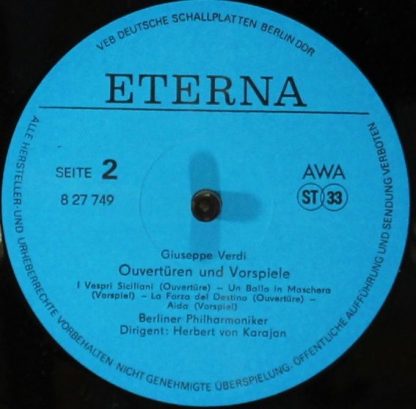 VEB DEUTSCHE SCHALLPLATTEN BERLIN DDR
ETERNA
SEITE 2
8 27 749
AWA
ST 33
Giuseppe Verdi
Ouvertüren und Vorspiele
I Vespri Siciliani (Ouvertüre) – Un Ballo in Maschera
(Vorspiel) – La Forza del Destino (Ouvertüre) –
Aida (Vorspiel)
Berliner Philharmoniker
Dirigent: Herbert von Karajan
ALLE HERSTELLER- UND URHEBERRECHTE VORBEHALTEN NICHT GENEHMIGTE ÜBERSPIELUNG, ÖFFENTLICHE AUFFÜHRUNG UND SENDUNG VERBOTEN